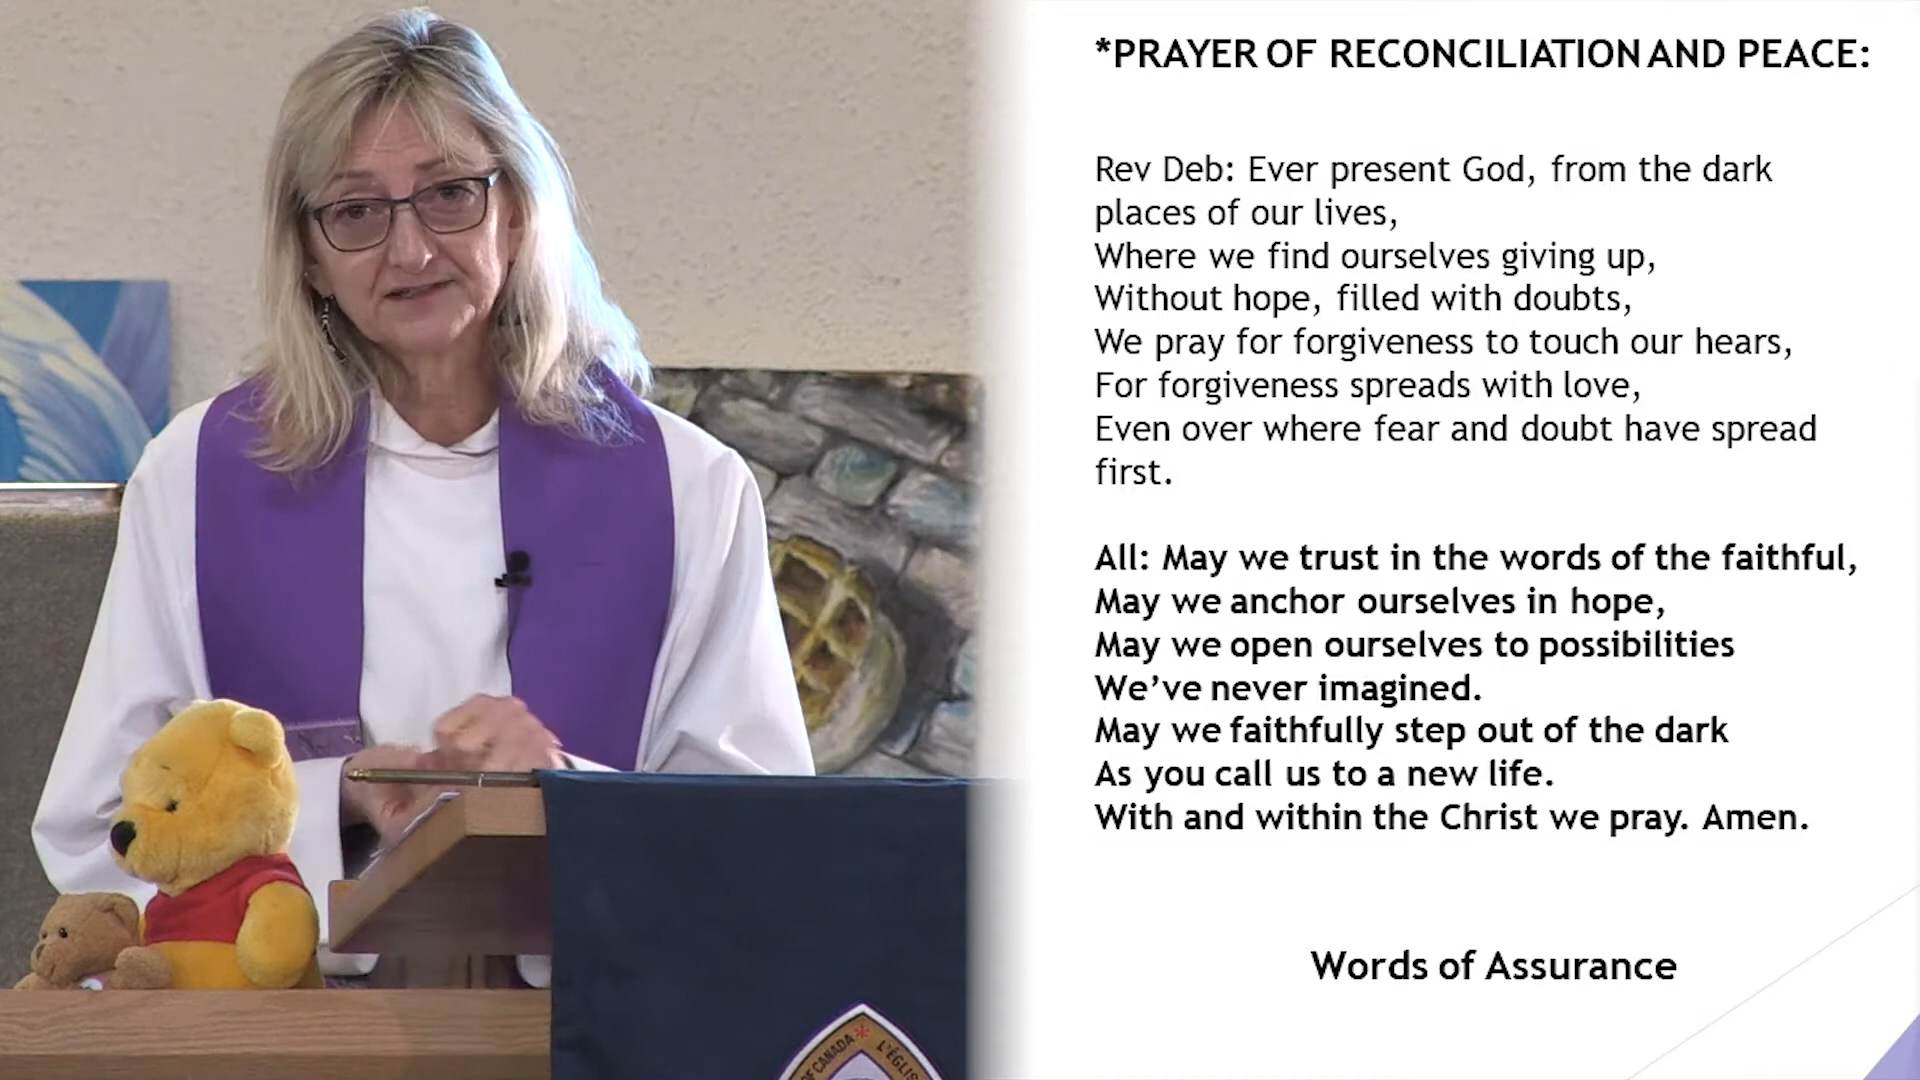 *PRAYER OF RECONCILIATION AND PEACE:
Rev Deb: Ever present God, from the dark
places of our lives,
Where we find ourselves giving up,
Without hope, filled with doubts,
We pray for forgiveness to touch our hears,
For forgiveness spreads with love,
Even over where fear and doubt have spread
first.
All: May we trust in the words of the faithful,
May we anchor ourselves in hope,
May we open ourselves to possibilities
We’ve never imagined.
May we faithfully step out of the dark
As you call us to a new life.
With and within the Christ we pray. Amen.
Words of Assurance
OF CANADA * L'ÉGLIS